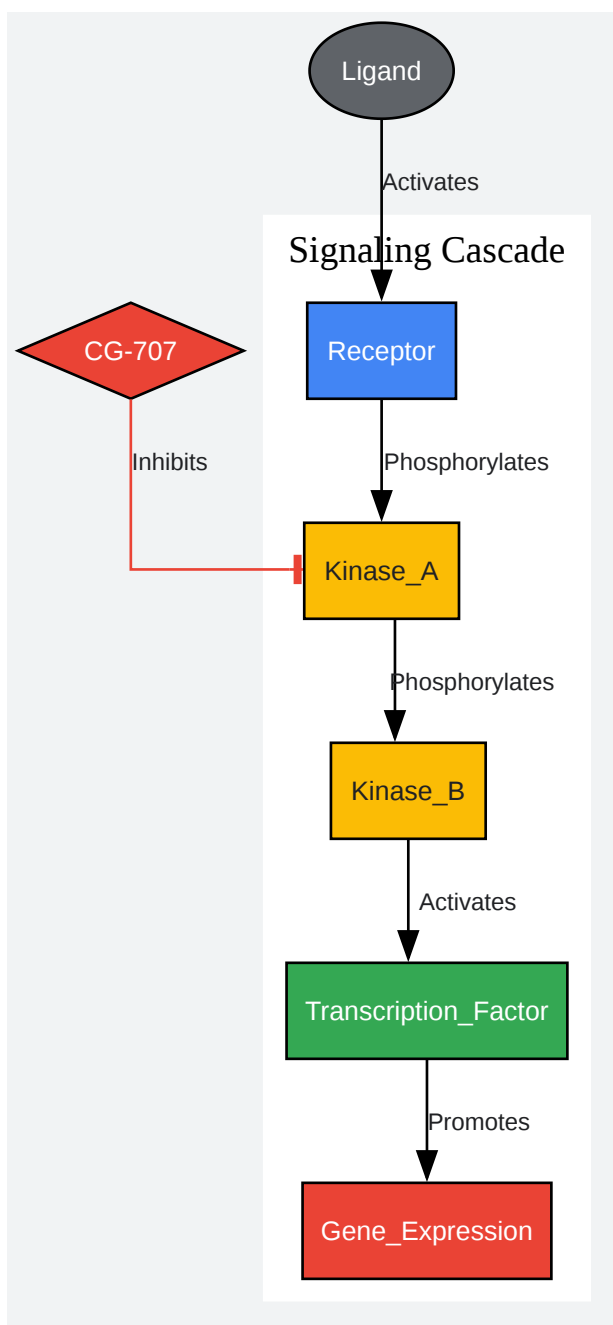 Ligand
Activates
Signaling Cascade
CG-707
Receptor
Inhibits
Phosphorylates
Kinase_A
Phosphorylates
Kinase_B
Activates
Transcription_Factor
Promotes
Gene_Expression